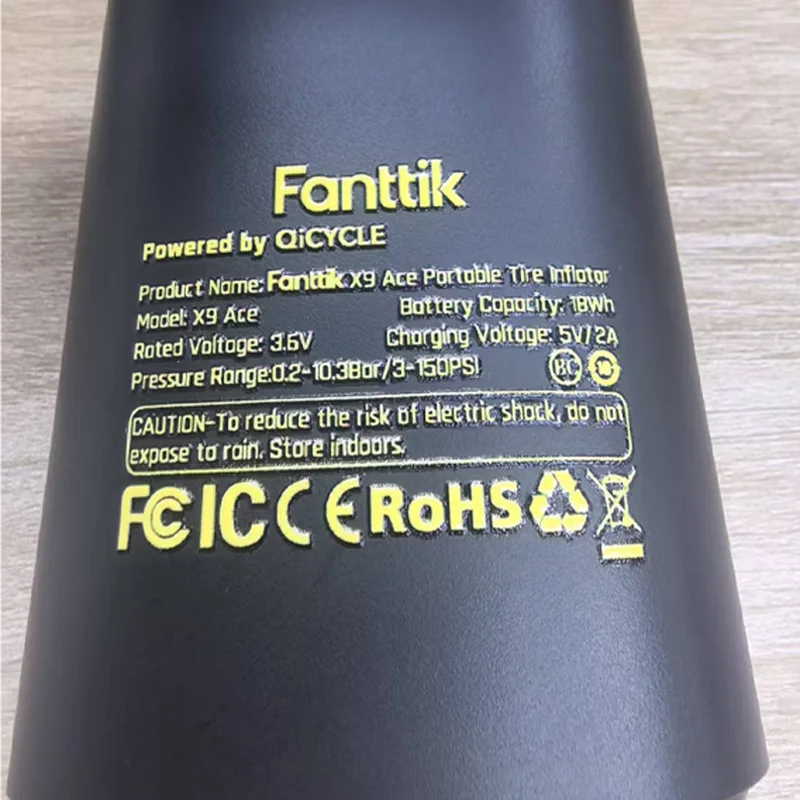 Fanttik
Powered by QiCYCLE
Product Name: Fanttik X9 Ace Portable Tire Inflator
Model: X9 Ace Battery Capacity: 18Wh
Rated Voltage: 3.6V Charging Voltage: 5V/2A
Pressure Range:0.2-10.3Bar/3-150PSI BC
CAUTION-To reduce the risk of electric shock, do not
expose to rain. Store indoors.
FC IC CE RoHS